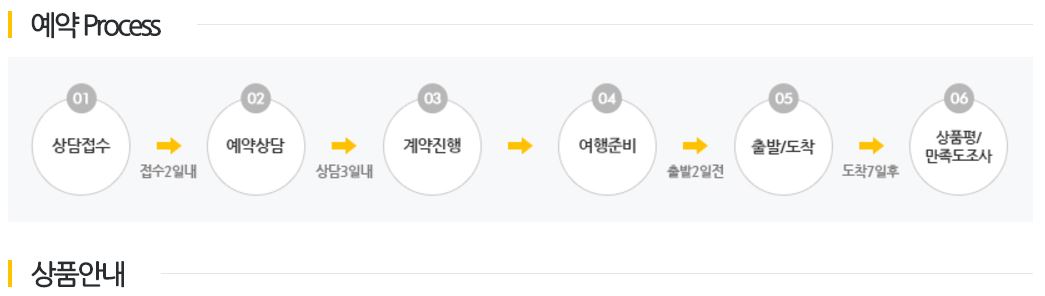 예약 Process
01
상담접수
접수2일내
02
예약상담
상담3일내
03
계약진행
04
여행준비
출발2일전
05
출발/도착
도착7일후
06
상품평/
만족도조사
상품안내